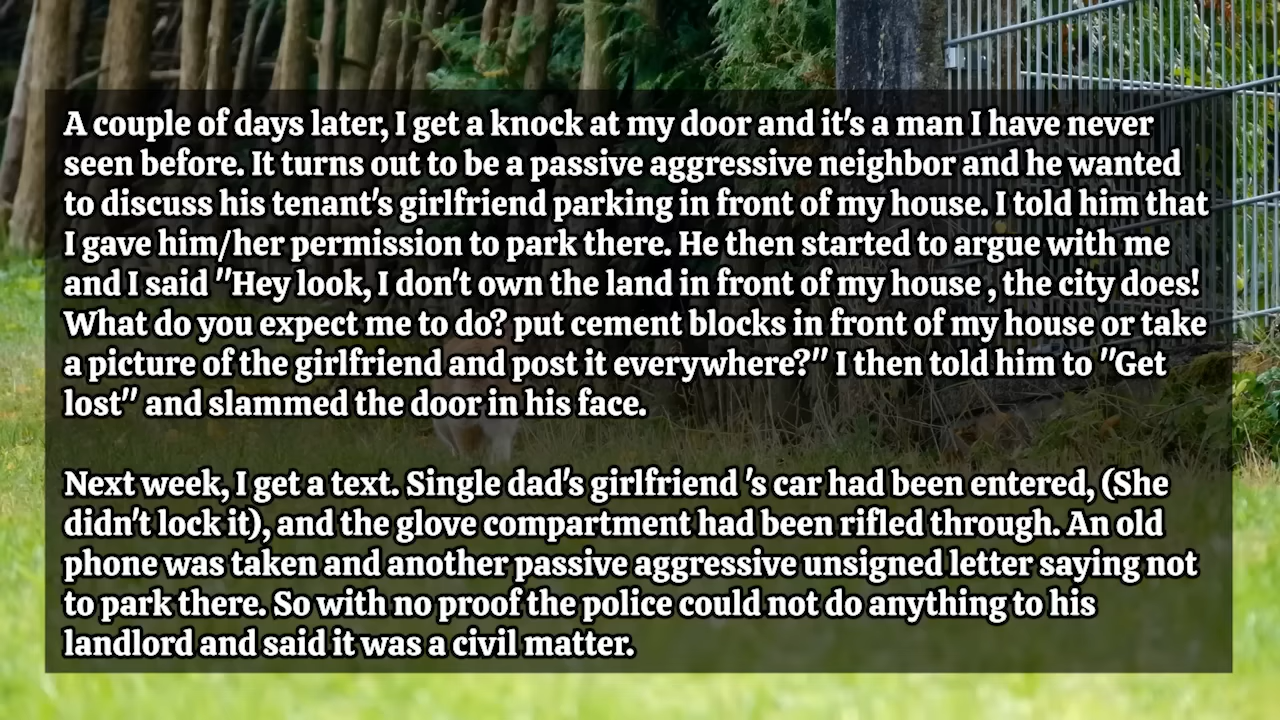 A couple of days later, I get a knock at my door and it's a man I have never
seen before. It turns out to be a passive aggressive neighbor and he wanted
to discuss his tenant's girlfriend parking in front of my house. I told him that
I gave him/her permission to park there. He then started to argue with me
and I said "Hey look, I don't own the land in front of my house , the city does!
What do you expect me to do? put cement blocks in front of my house or take
a picture of the girlfriend and post it everywhere?" I then told him to "Get
lost" and slammed the door in his face.
Next week, I get a text. Single dad's girlfriend 's car had been entered, (She
didn't lock it), and the glove compartment had been rifled through. An old
phone was taken and another passive aggressive unsigned letter saying not
to park there. So with no proof the police could not do anything to his
landlord and said it was a civil matter.